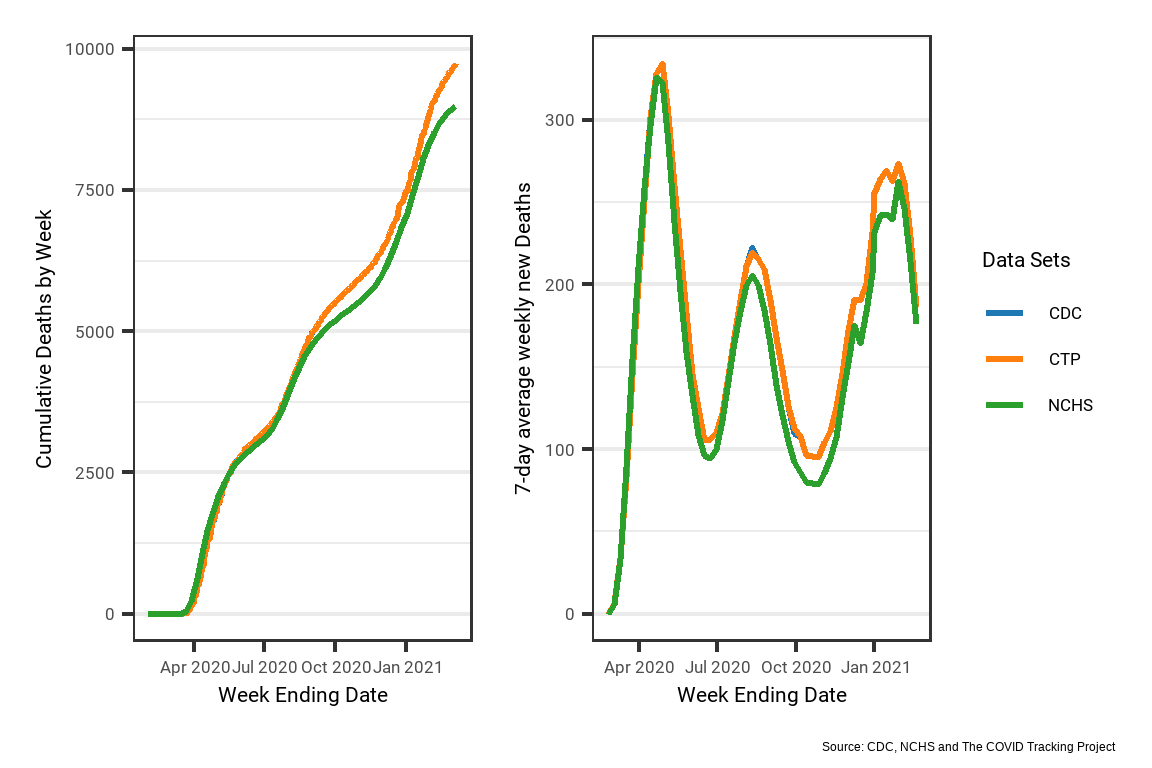 Cumulative Deaths by Week
10000
7500
5000
2500
0
Apr 2020 Jul 2020 Oct 2020 Jan 2021
Week Ending Date
7-day average weekly new Deaths
300
200
100
0
Apr 2020 Jul 2020 Oct 2020 Jan 2021
Week Ending Date
Data Sets
CDC
CTP
NCHS
Source: CDC, NCHS and The COVID Tracking Project